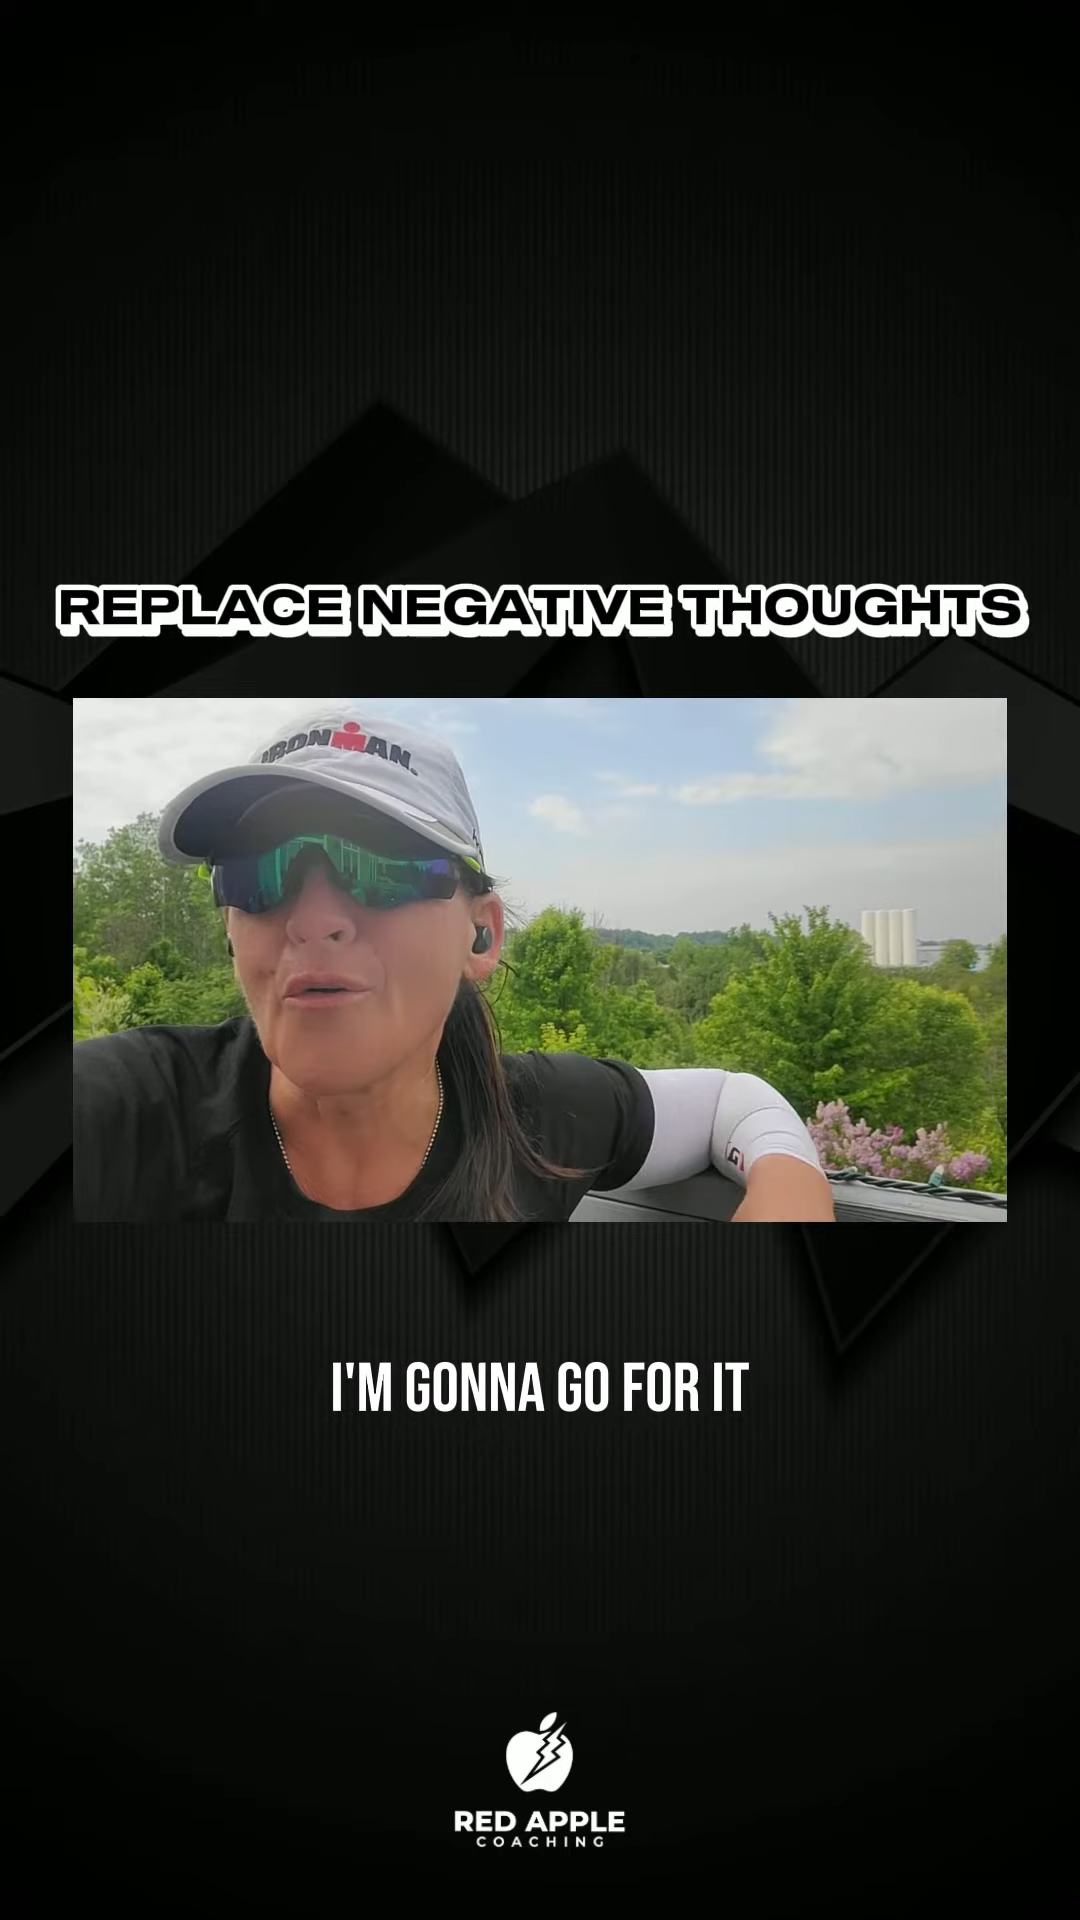 REPLACE NEGATIVE THOUGHTS
IRONMAN.
I'M GONNA GO FOR IT
RED APPLE
COACHING